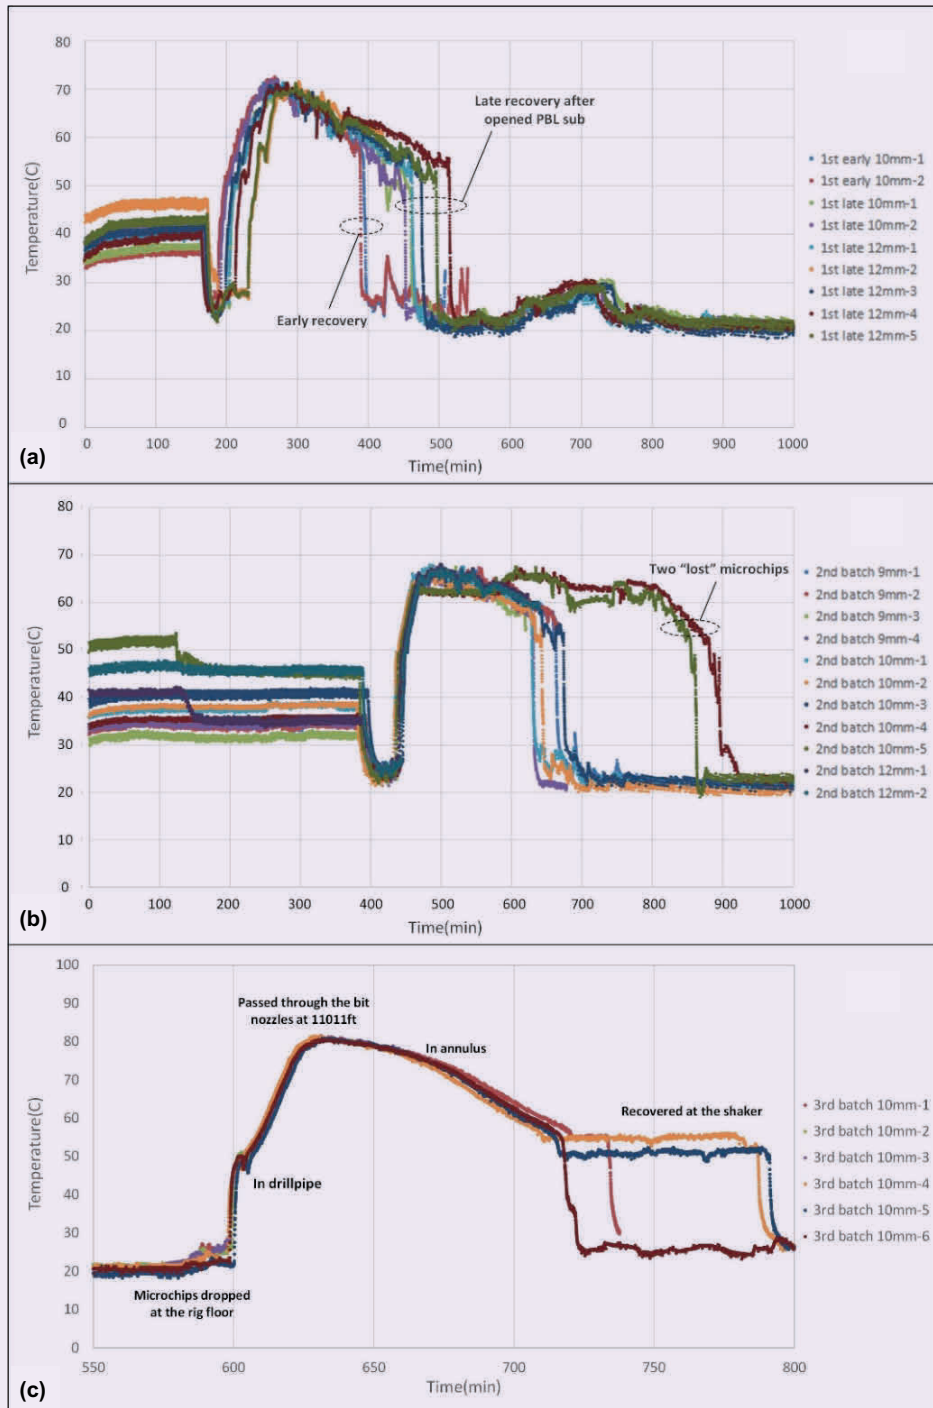 80
70
60
50
40
30
20
10
0
Temperature(C)
0 100 200 300 400 500 600 700 800 900 1000
Time(min)
Late recovery after
opened PBL sub
Early recovery
1st early 10mm-1
1st early 10mm-2
1st late 10mm-1
1st late 10mm-2
1st late 12mm-1
1st late 12mm-2
1st late 12mm-3
1st late 12mm-4
1st late 12mm-5
(a)
80
70
60
50
40
30
20
10
0
Temperature(C)
0 100 200 300 400 500 600 700 800 900 1000
Time(min)
Two "lost" microchips
2nd batch 9mm-1
2nd batch 9mm-2
2nd batch 9mm-3
2nd batch 9mm-4
2nd batch 10mm-1
2nd batch 10mm-2
2nd batch 10mm-3
2nd batch 10mm-4
2nd batch 10mm-5
2nd batch 12mm-1
2nd batch 12mm-2
(b)
100
90
80
70
60
50
40
30
20
10
0
Temperature(C)
550 600 650 700 750 800
Time(min)
Passed through the bit
nozzles at 11011ft
In annulus
Recovered at the shaker
In drillpipe
Microchips dropped
at the rig floor
3rd batch 10mm-1
3rd batch 10mm-2
3rd batch 10mm-3
3rd batch 10mm-4
3rd batch 10mm-5
3rd batch 10mm-6
(c)